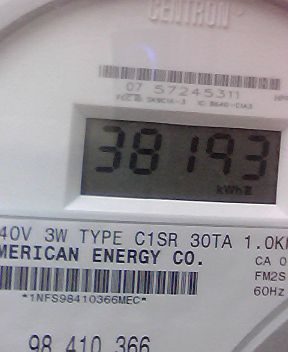 CENTRON
07 57245311
38193
kWh
40V 3W TYPE C1SR 30TA 1.0K
MERICAN ENERGY CO.
CA 0
FM2S
*1NFS98410366MEC*
60Hz
98 410 366